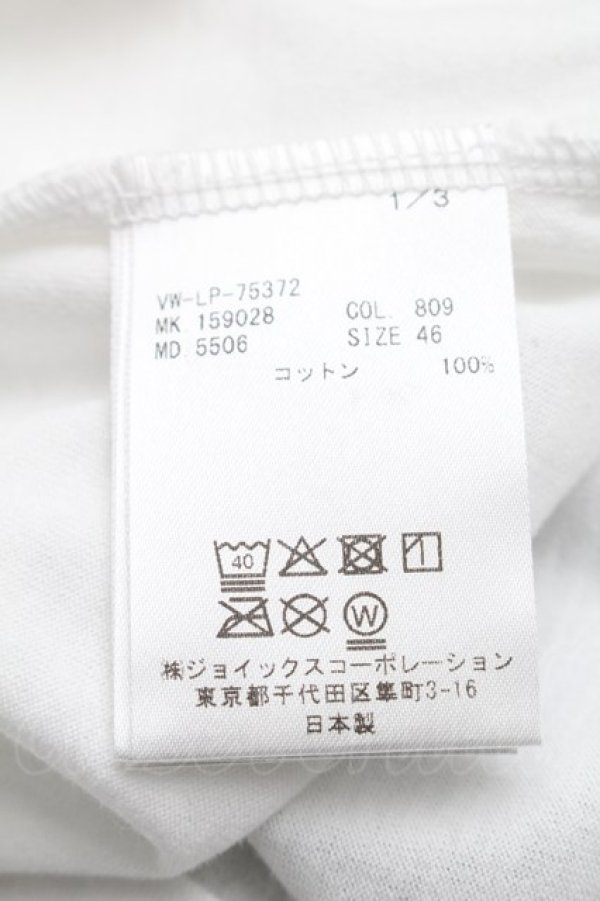 1/3
VW-LP-75372
MK 159028 COL. 809
MD 5506 SIZE 46
コットン 100%
40
W
㈱ジョイックスコーポレーション
東京都千代田区隼町3-16
日本製